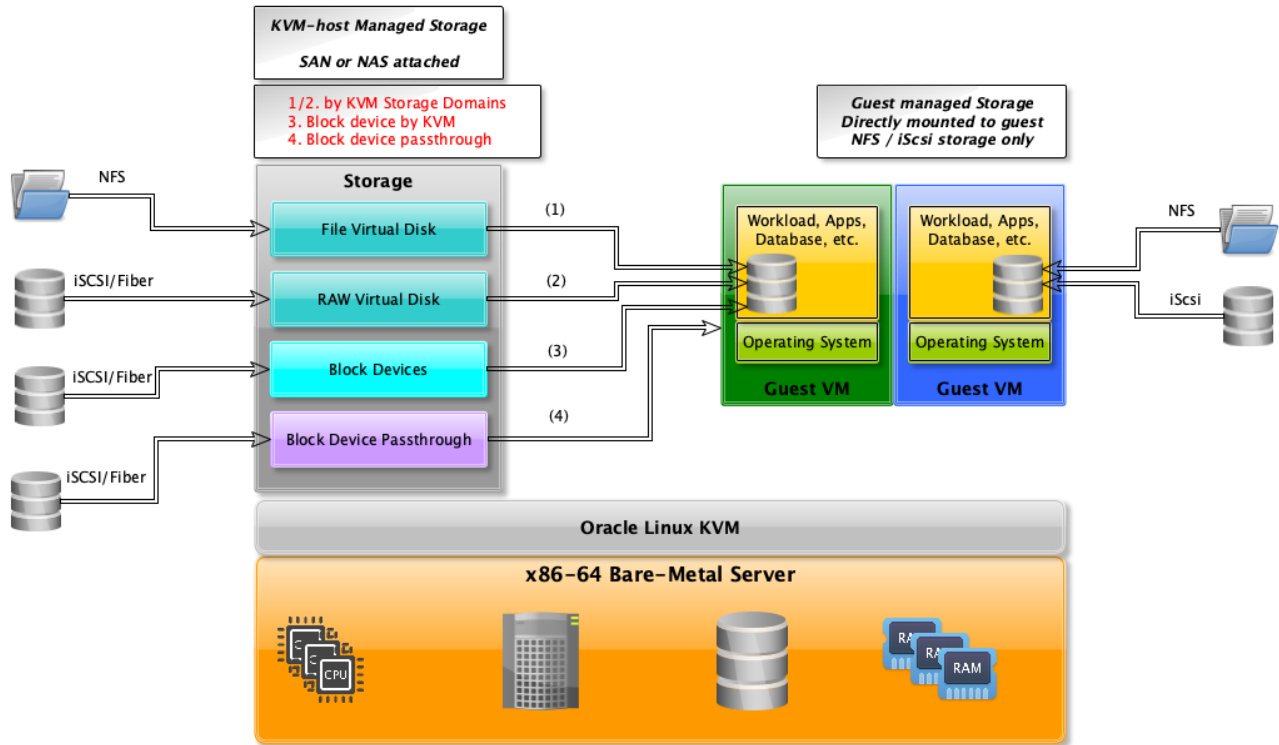 KVM-host Managed Storage
SAN or NAS attached
1/2. by KVM Storage Domains
3. Block device by KVM
4. Block device passthrough
Guest managed Storage
Directly mounted to guest
NFS / iScsi storage only
NFS
iSCSI/Fiber
iSCSI/Fiber
iSCSI/Fiber
Storage
File Virtual Disk
RAW Virtual Disk
Block Devices
Block Device Passthrough
(1)
(2)
(3)
(4)
Workload, Apps,
Database, etc.
Operating System
Guest VM
Workload, Apps,
Database, etc.
Operating System
Guest VM
NFS
iScsi
Oracle Linux KVM
x86-64 Bare-Metal Server
CPU
RAM